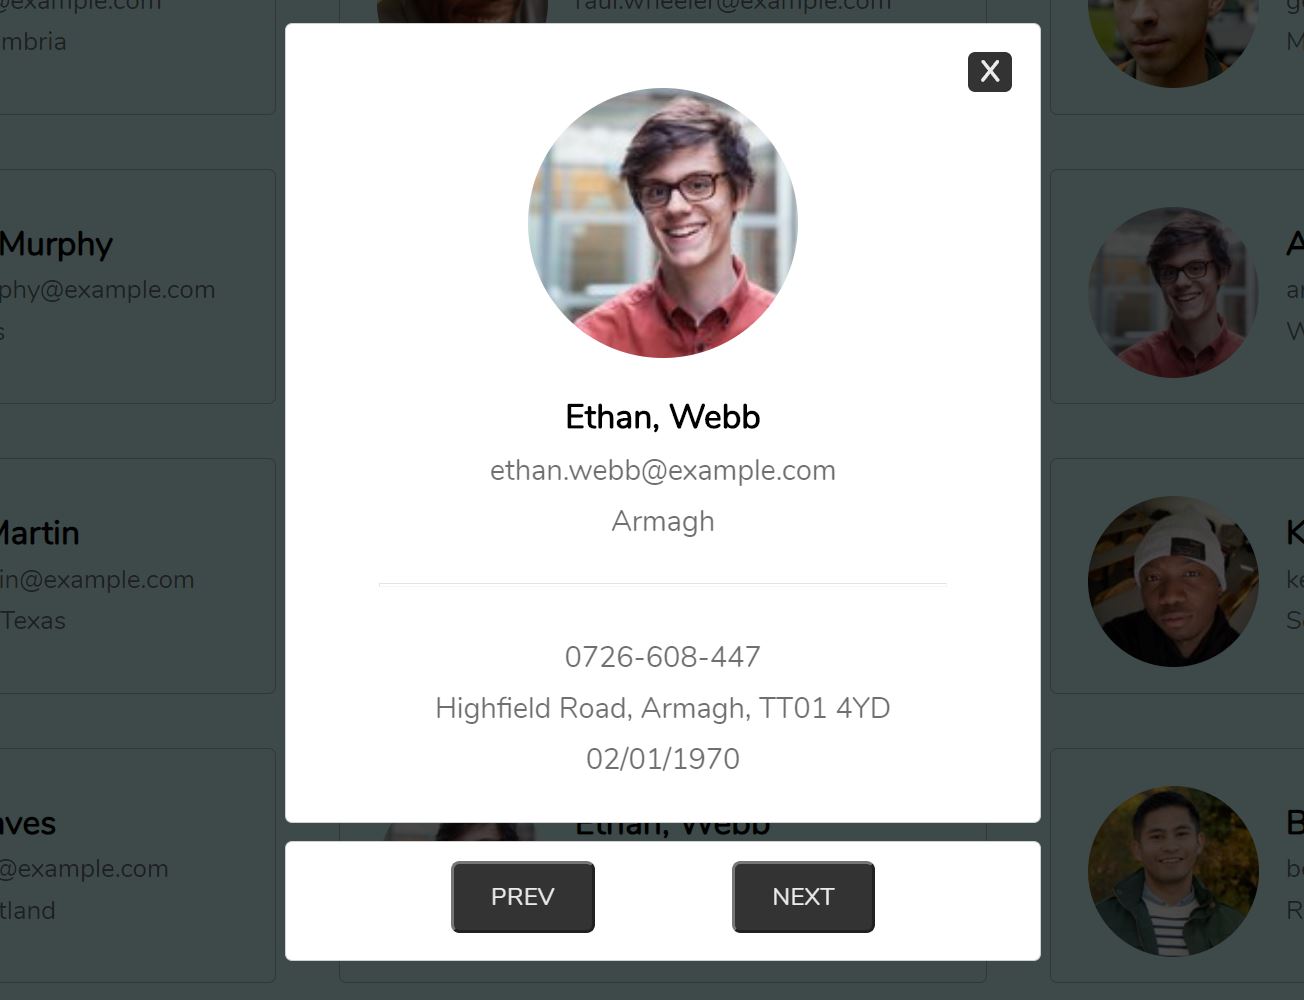 example.com
raul.wheeler@example.com
mbria
X
Murphy
phy@example.com
s
Martin
in@example.com
Texas
aves
@example.com
tland
Ethan, Webb
ethan.webb@example.com
Armagh
0726-608-447
Highfield Road, Armagh, TT01 4YD
02/01/1970
Ethan, Webb
PREV
NEXT
A
ar
W
K
ke
B
be
R